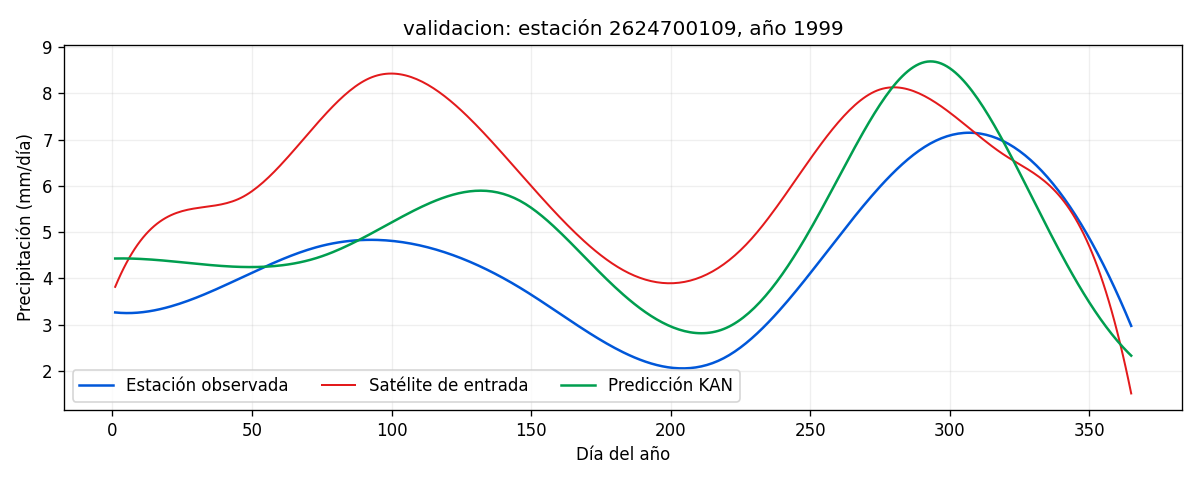 validacion: estación 2624700109, año 1999
Precipitación (mm/día)
9
8
7
6
5
4
3
2
Estación observada
Satélite de entrada
Predicción KAN
0
50
100
150
200
250
300
350
Día del año